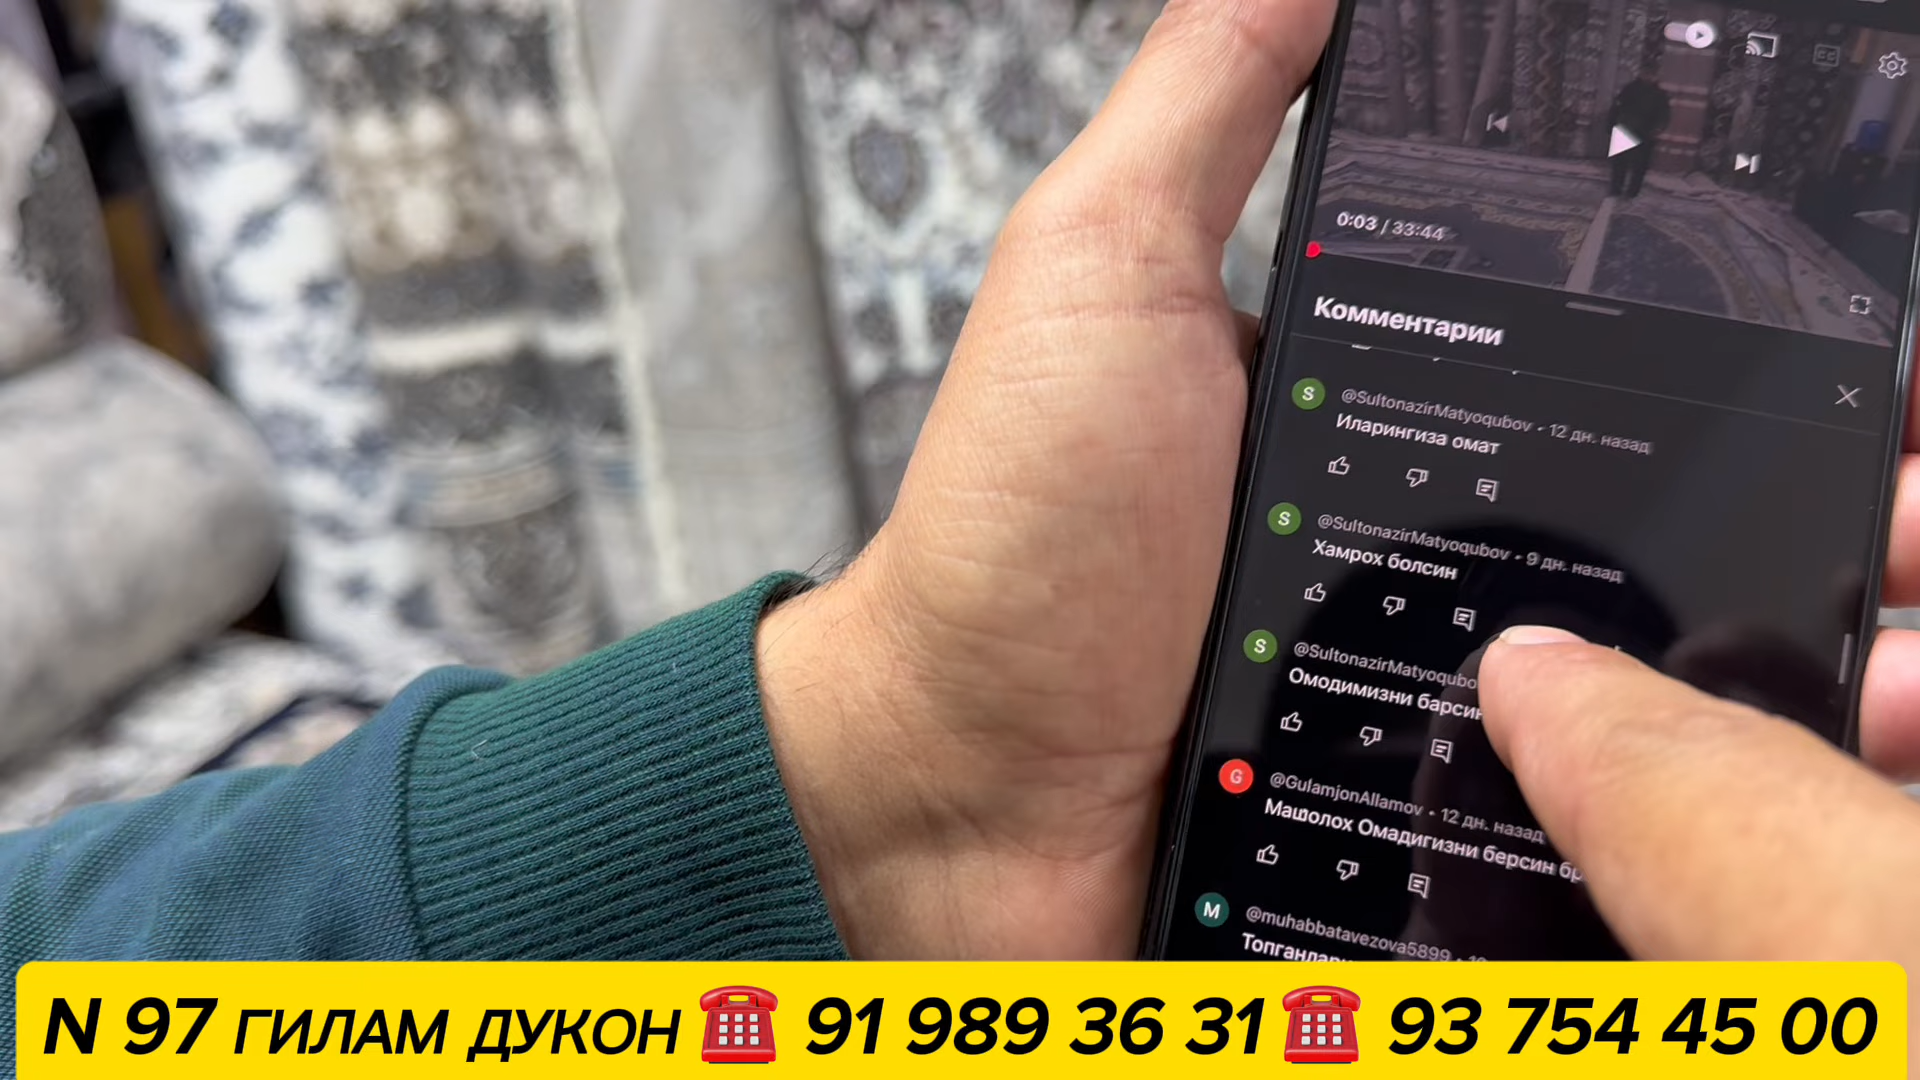 0:03 / 33:44
Комментарии
S @SultonazirMatyoqubov • 12 дн. назад
Иларингиза омат
S @SultonazirMatyoqubov • 9 дн. назад
Хамрох болсин
S @SultonazirMatyoqubo
Омодимизни барсин
G @GulamjonAllamov • 12 дн. назад
Машолох Омадигизни берсин
M @muhabbatavezova5899
N 97 ГИЛАМ ДУКОН ☎️ 91 989 36 31 ☎️ 93 754 45 00